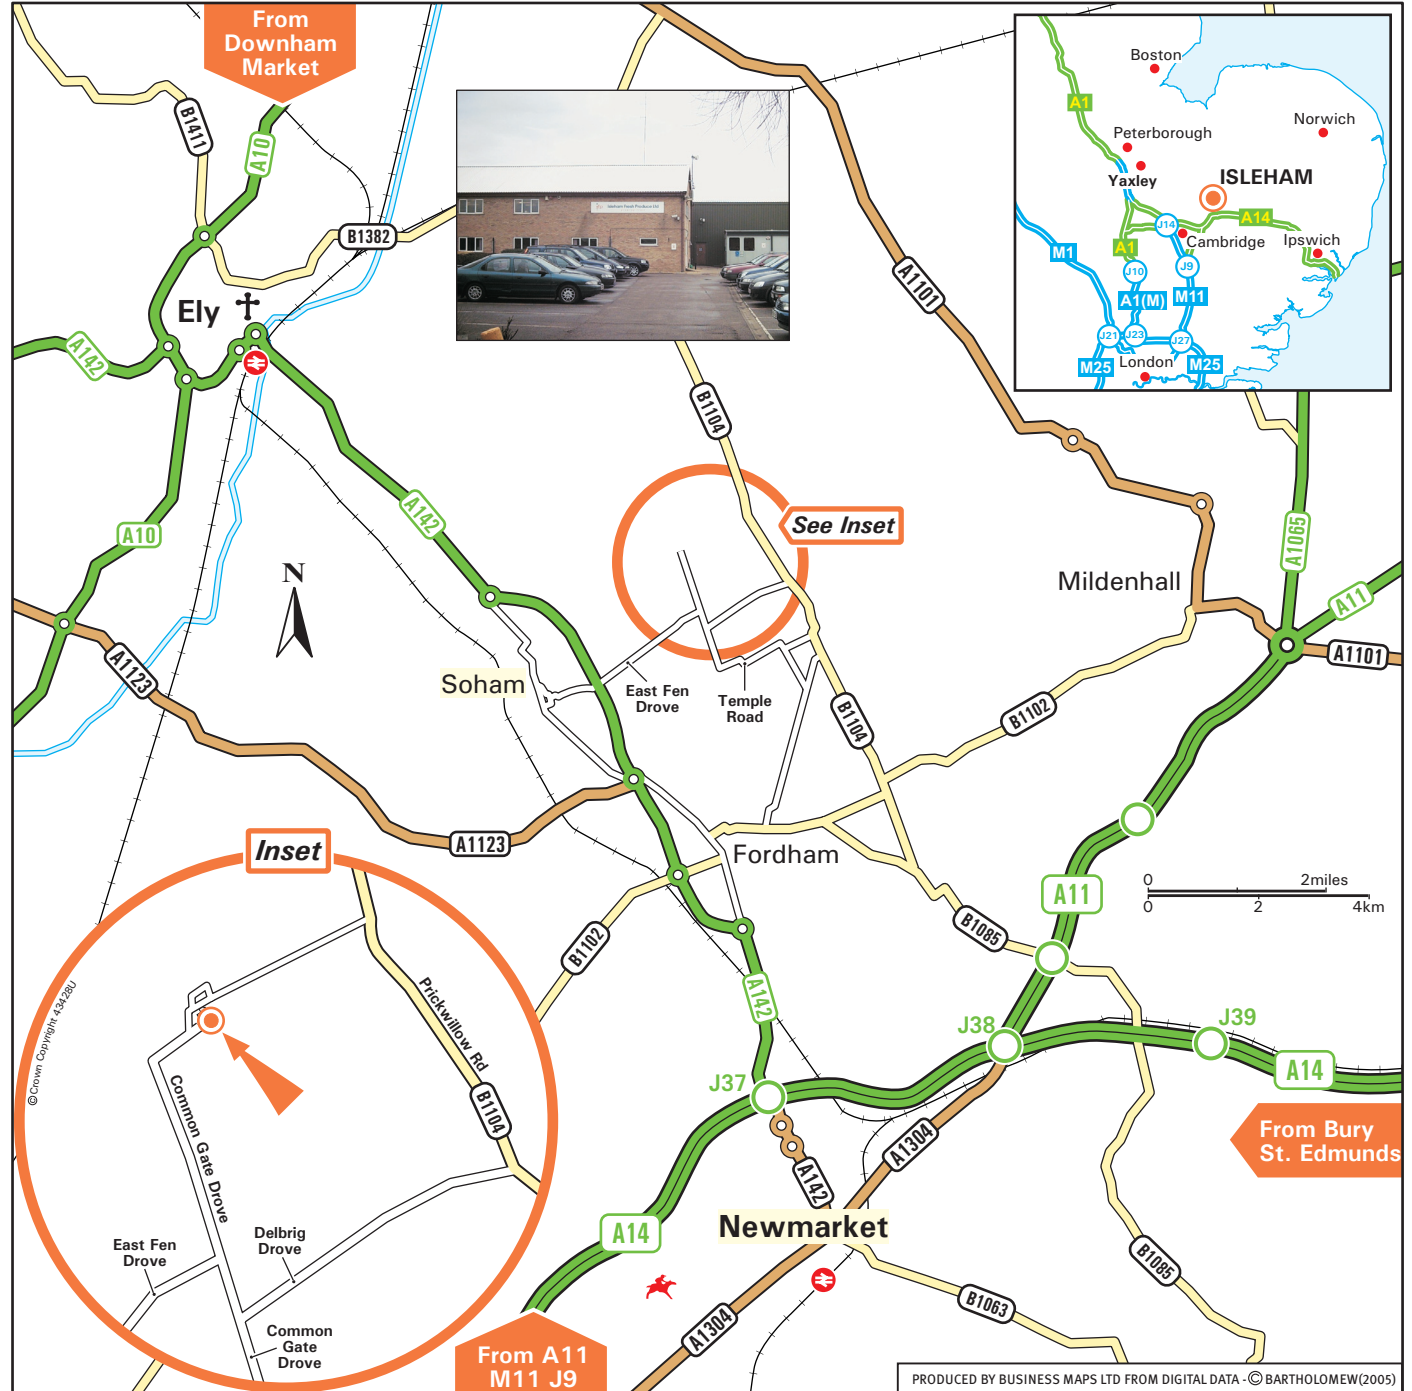 From
Downham
Market
B1411
A10
B1382
Ely
A142
A10
A142
N
A1123
Soham
A1123
A1101
B1104
See Inset
East Fen
Drove
Temple
Road
B1104
Mildenhall
A1065
A11
A1101
B1102
Fordham
B1102
B1085
A11
0 2miles
0 2 4km
A142
J37
J38
J39
A14
From Bury
St. Edmunds
A1304
A142
Newmarket
A14
B1085
B1063
A1304
From A11
M11 J9
Boston
A1
Peterborough
Norwich
Yaxley
ISLEHAM
A14
J14
Cambridge
A1
Ipswich
M1
J10
J9
A1(M)
M11
J21
J23
J27
London
M25
M25
Inset
© Crown Copyright 43428U
Prickwillow Rd
B1104
Common Gate Drove
East Fen
Drove
Delbrig
Drove
Common
Gate
Drove
PRODUCED BY BUSINESS MAPS LTD FROM DIGITAL DATA - © BARTHOLOMEW(2005)